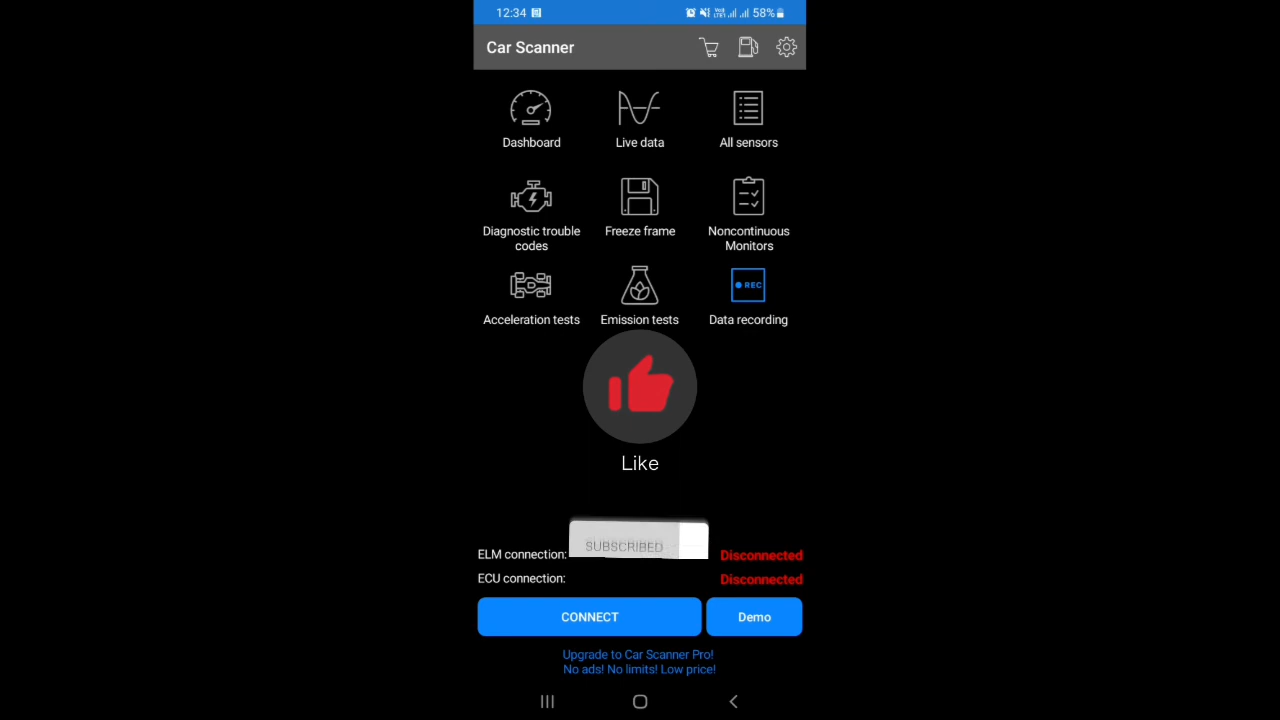 12:34 58%
Car Scanner
Dashboard Live data All sensors
Diagnostic trouble codes Freeze frame Noncontinuous Monitors
REC
Acceleration tests Emission tests Data recording
Like
SUBSCRIBED
ELM connection: Disconnected
ECU connection: Disconnected
CONNECT Demo
Upgrade to Car Scanner Pro!
No ads! No limits! Low price!